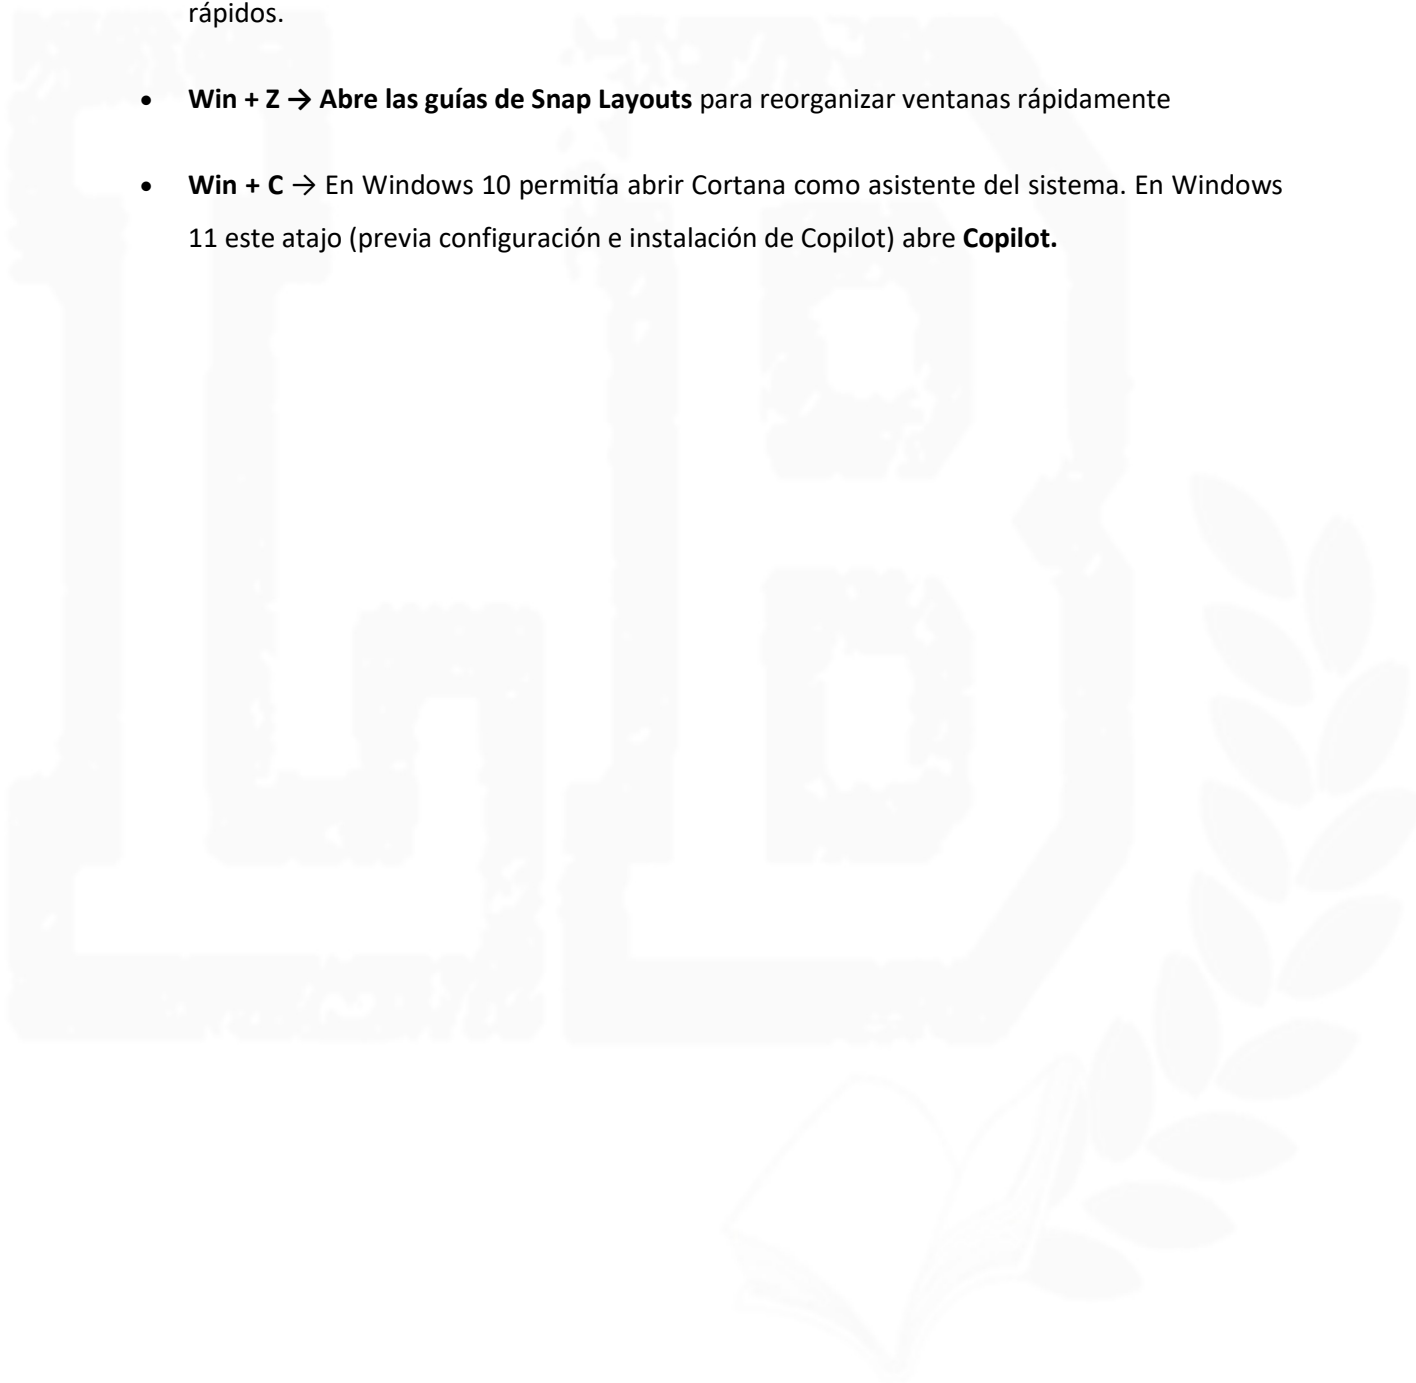 rápidos.
• Win + Z → Abre las guías de Snap Layouts para reorganizar ventanas rápidamente
• Win + C → En Windows 10 permitía abrir Cortana como asistente del sistema. En Windows
11 este atajo (previa configuración e instalación de Copilot) abre Copilot.
LB